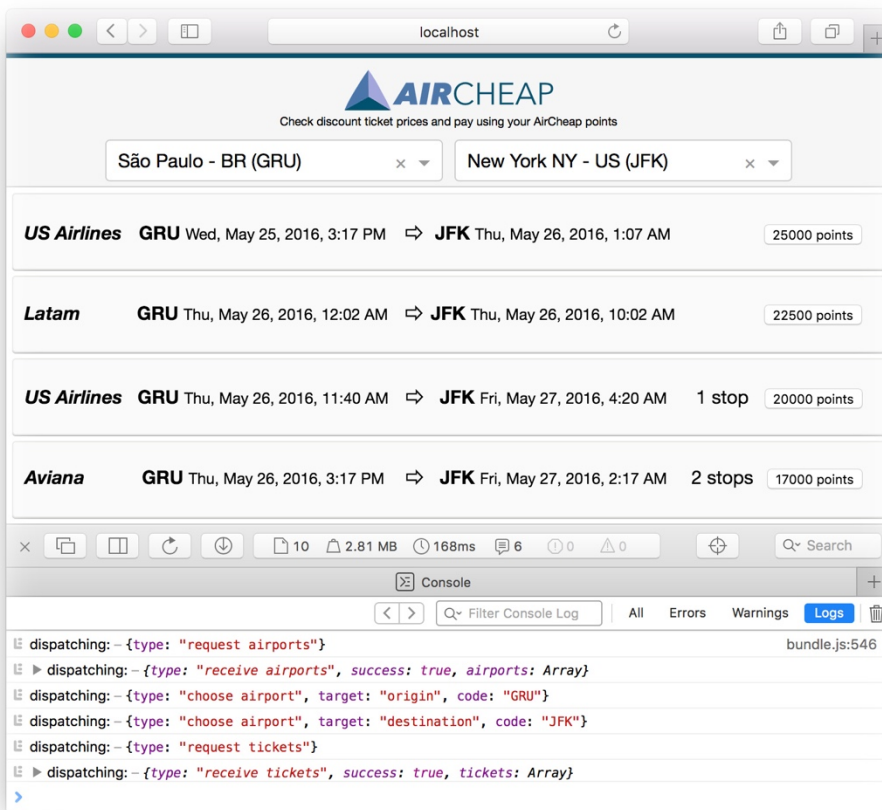 localhost
AIRCHEAP
Check discount ticket prices and pay using your AirCheap points
São Paulo - BR (GRU) × New York NY - US (JFK) ×
US Airlines GRU Wed, May 25, 2016, 3:17 PM ⇨ JFK Thu, May 26, 2016, 1:07 AM 25000 points
Latam GRU Thu, May 26, 2016, 12:02 AM ⇨ JFK Thu, May 26, 2016, 10:02 AM 22500 points
US Airlines GRU Thu, May 26, 2016, 11:40 AM ⇨ JFK Fri, May 27, 2016, 4:20 AM 1 stop 20000 points
Aviana GRU Thu, May 26, 2016, 3:17 PM ⇨ JFK Fri, May 27, 2016, 2:17 AM 2 stops 17000 points
10 2.81 MB 168ms 6 0 0 Search
Console
Filter Console Log All Errors Warnings Logs
dispatching: – {type: "request airports"} bundle.js:546
dispatching: – {type: "receive airports", success: true, airports: Array}
dispatching: – {type: "choose airport", target: "origin", code: "GRU"}
dispatching: – {type: "choose airport", target: "destination", code: "JFK"}
dispatching: – {type: "request tickets"}
dispatching: – {type: "receive tickets", success: true, tickets: Array}